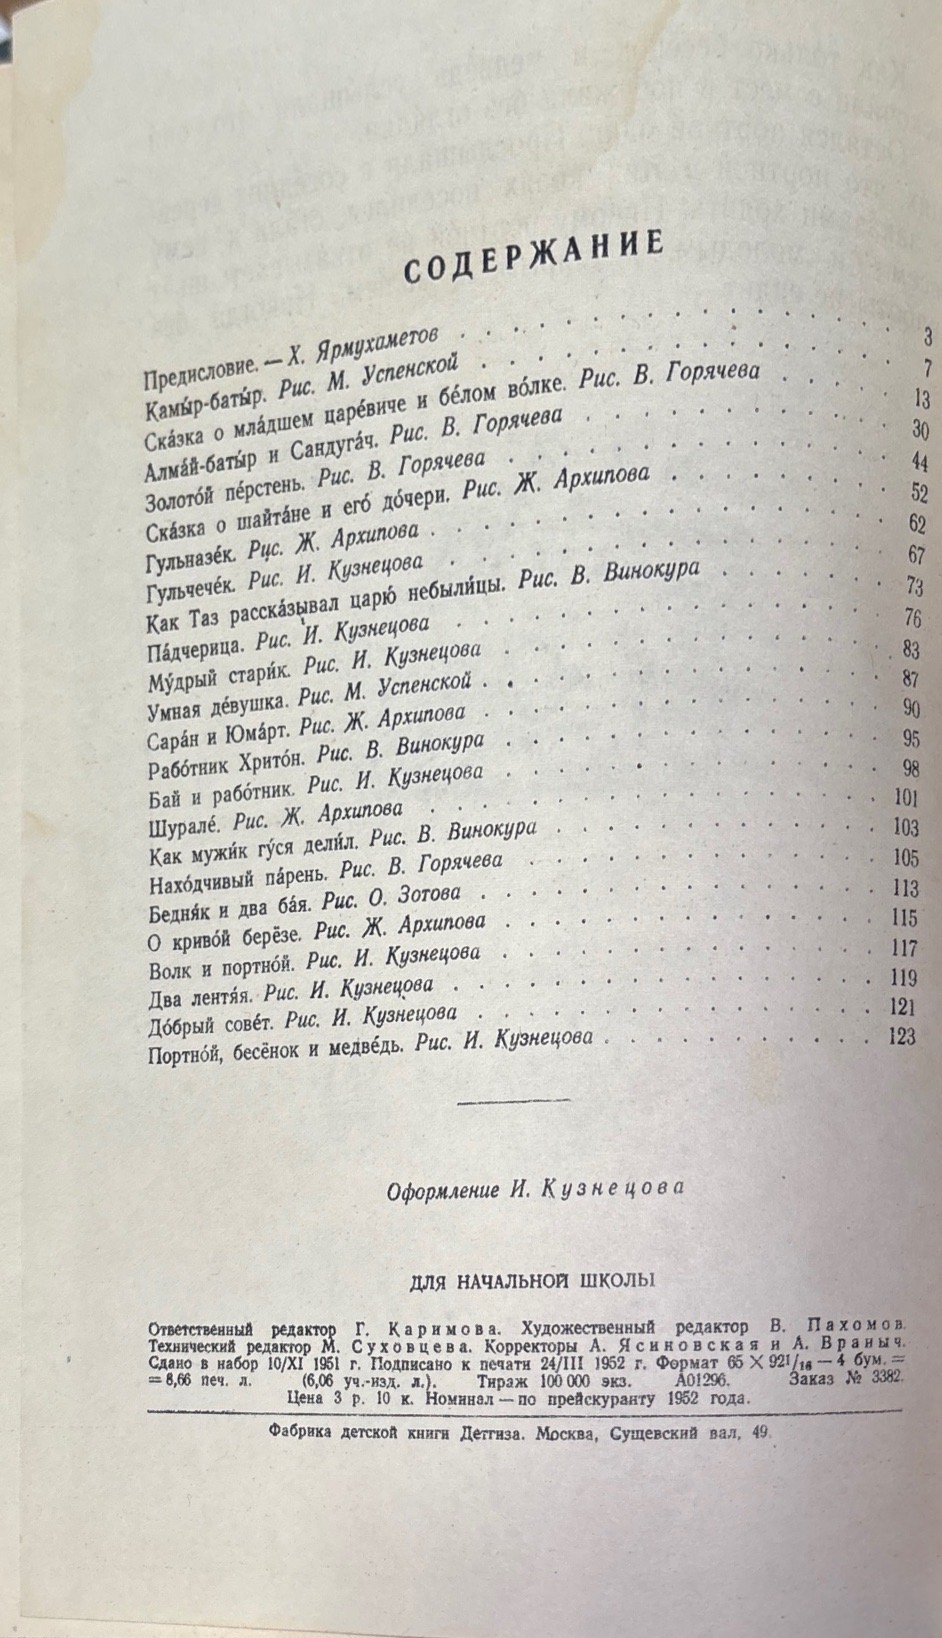 СОДЕРЖАНИЕ
Предисловие. — Х. Ярмухаметов . . . . . . . . . . 3
Камы́р-баты́р. Рис. М. Успенской . . . . . . . . . . 7
Ска́зка о мла́дшем царе́виче и бе́лом во́лке. Рис. В. Горячева . . . . 13
Алма́й-баты́р и Сандуга́ч. Рис. В. Горячева . . . . . . . . 30
Золото́й пе́рстень. Рис. В. Горячева . . . . . . . . . . 44
Ска́зка о шайта́не и его́ до́чери. Рис. Ж. Архипова . . . . . . 52
Гульназе́к. Рис. Ж. Архипова . . . . . . . . . . 62
Гульчече́к. Рис. И. Кузнецова . . . . . . . . . . 67
Как Таз расска́зывал царю́ небыли́цы. Рис. В. Винокура . . . . . 73
Па́дчерица. Рис. И. Кузнецова . . . . . . . . . . 76
Му́дрый стари́к. Рис. И. Кузнецова . . . . . . . . . . 83
Умная де́вушка. Рис. М. Успенской . . . . . . . . . . 87
Сара́н и Юма́рт. Рис. Ж. Архипова . . . . . . . . . . 90
Рабо́тник Хрито́н. Рис. В. Винокура . . . . . . . . . . 95
Бай и рабо́тник. Рис. И. Кузнецова . . . . . . . . . . 98
Шурале́. Рис. Ж. Архипова . . . . . . . . . . 101
Как мужи́к гу́ся дели́л. Рис. В. Винокура . . . . . . . . 103
Нахо́дчивый па́рень. Рис. В. Горячева . . . . . . . . . 105
Бедня́к и два ба́я. Рис. О. Зотова . . . . . . . . . . 113
О криво́й берёзе. Рис. Ж. Архипова . . . . . . . . . . 115
Волк и портно́й. Рис. И. Кузнецова . . . . . . . . . . 117
Два лентя́я. Рис. И. Кузнецова . . . . . . . . . . 119
До́брый сове́т. Рис. И. Кузнецова . . . . . . . . . . 121
Портно́й, бесёнок и медве́дь. Рис. И. Кузнецова . . . . . . . 123
Оформление И. Кузнецова
ДЛЯ НАЧАЛЬНОЙ ШКОЛЫ
Ответственный редактор Г. Каримова. Художественный редактор В. Пахомов.
Технический редактор М. Суховцева. Корректоры А. Ясиновская и А. Враныч.
Сдано в набор 10/XI 1951 г. Подписано к печати 24/III 1952 г. Формат 65 × 92 1/16 — 4 бум. =
= 8,66 печ. л. (6,06 уч.-изд. л.). Тираж 100 000 экз. А01296. Заказ № 3382.
Цена 3 р. 10 к. Номинал — по прейскуранту 1952 года.
Фабрика детской книги Детгиза. Москва, Сущевский вал, 49.